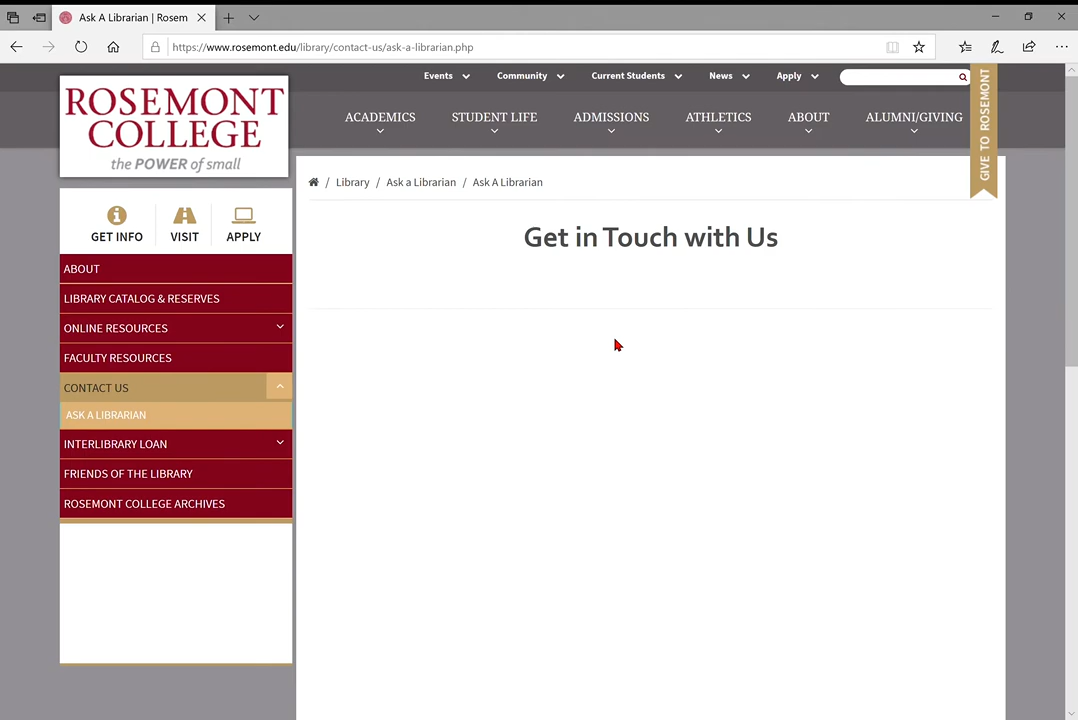 Ask A Librarian | Rosem
https://www.rosemont.edu/library/contact-us/ask-a-librarian.php
Events
Community
Current Students
News
Apply
ROSEMONT
COLLEGE
the POWER of small
ACADEMICS
STUDENT LIFE
ADMISSIONS
ATHLETICS
ABOUT
ALUMNI/GIVING
GIVE TO ROSEMONT
/ Library / Ask a Librarian / Ask A Librarian
GET INFO
VISIT
APPLY
Get in Touch with Us
ABOUT
LIBRARY CATALOG & RESERVES
ONLINE RESOURCES
FACULTY RESOURCES
CONTACT US
ASK A LIBRARIAN
INTERLIBRARY LOAN
FRIENDS OF THE LIBRARY
ROSEMONT COLLEGE ARCHIVES